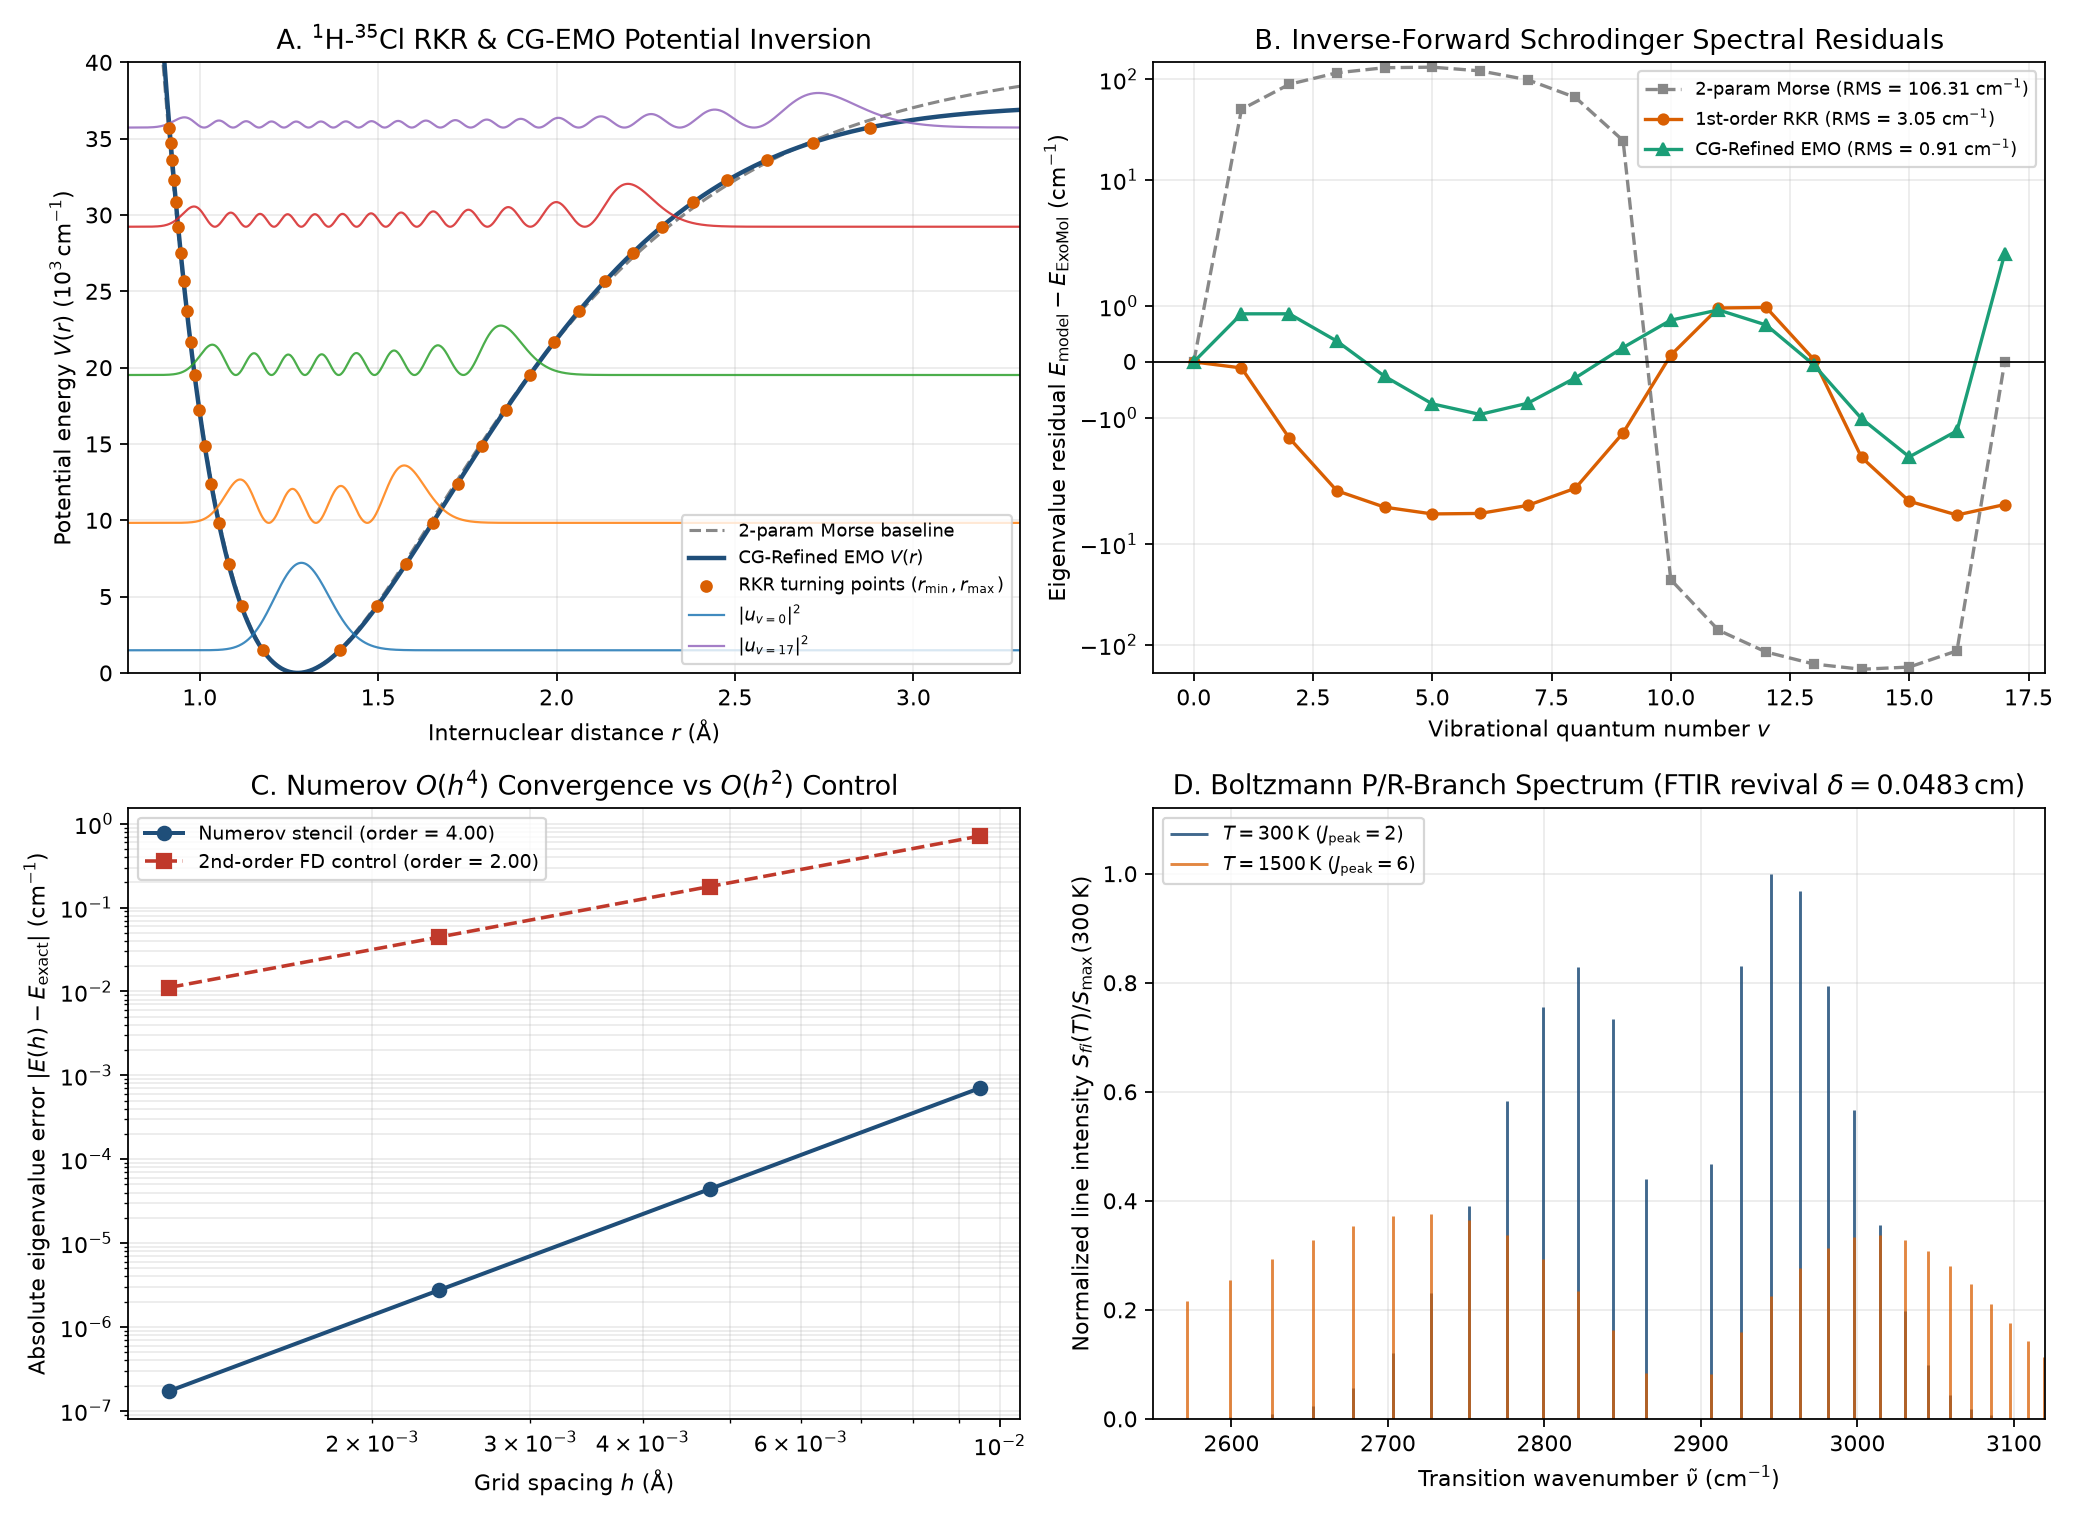 A. ¹H-³⁵Cl RKR & CG-EMO Potential Inversion
Potential energy V(r) (10³ cm⁻¹)
40
35
30
25
20
15
10
5
0
2-param Morse baseline
CG-Refined EMO V(r)
RKR turning points (r_min, r_max)
|u_{v=0}|²
|u_{v=17}|²
1.0 1.5 2.0 2.5 3.0
Internuclear distance r (Å)
B. Inverse-Forward Schrodinger Spectral Residuals
Eigenvalue residual E_model − E_ExoMol (cm⁻¹)
10²
10¹
10⁰
0
−10⁰
−10¹
−10²
2-param Morse (RMS = 106.31 cm⁻¹)
1st-order RKR (RMS = 3.05 cm⁻¹)
CG-Refined EMO (RMS = 0.91 cm⁻¹)
0.0 2.5 5.0 7.5 10.0 12.5 15.0 17.5
Vibrational quantum number v
C. Numerov O(h⁴) Convergence vs O(h²) Control
Absolute eigenvalue error |E(h) − E_exact| (cm⁻¹)
10⁰
10⁻¹
10⁻²
10⁻³
10⁻⁴
10⁻⁵
10⁻⁶
10⁻⁷
Numerov stencil (order = 4.00)
2nd-order FD control (order = 2.00)
2 × 10⁻³ 3 × 10⁻³ 4 × 10⁻³ 6 × 10⁻³ 10⁻²
Grid spacing h (Å)
D. Boltzmann P/R-Branch Spectrum (FTIR revival δ = 0.0483 cm)
Normalized line intensity S_fi(T)/S_max(300 K)
1.0
0.8
0.6
0.4
0.2
0.0
T = 300 K (J_peak = 2)
T = 1500 K (J_peak = 6)
2600 2700 2800 2900 3000 3100
Transition wavenumber ν̃ (cm⁻¹)